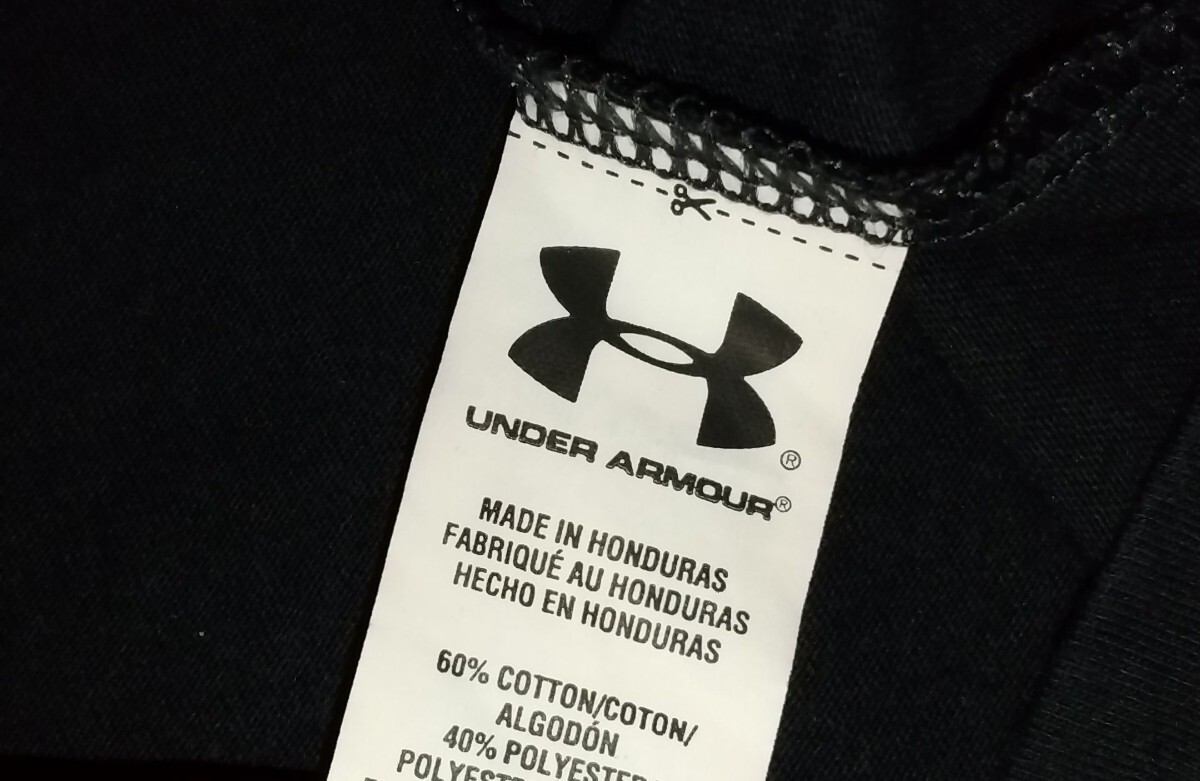 ®
UNDER ARMOUR®
MADE IN HONDURAS
FABRIQUÉ AU HONDURAS
HECHO EN HONDURAS
60% COTTON/COTON/
ALGODÓN
40% POLYESTER